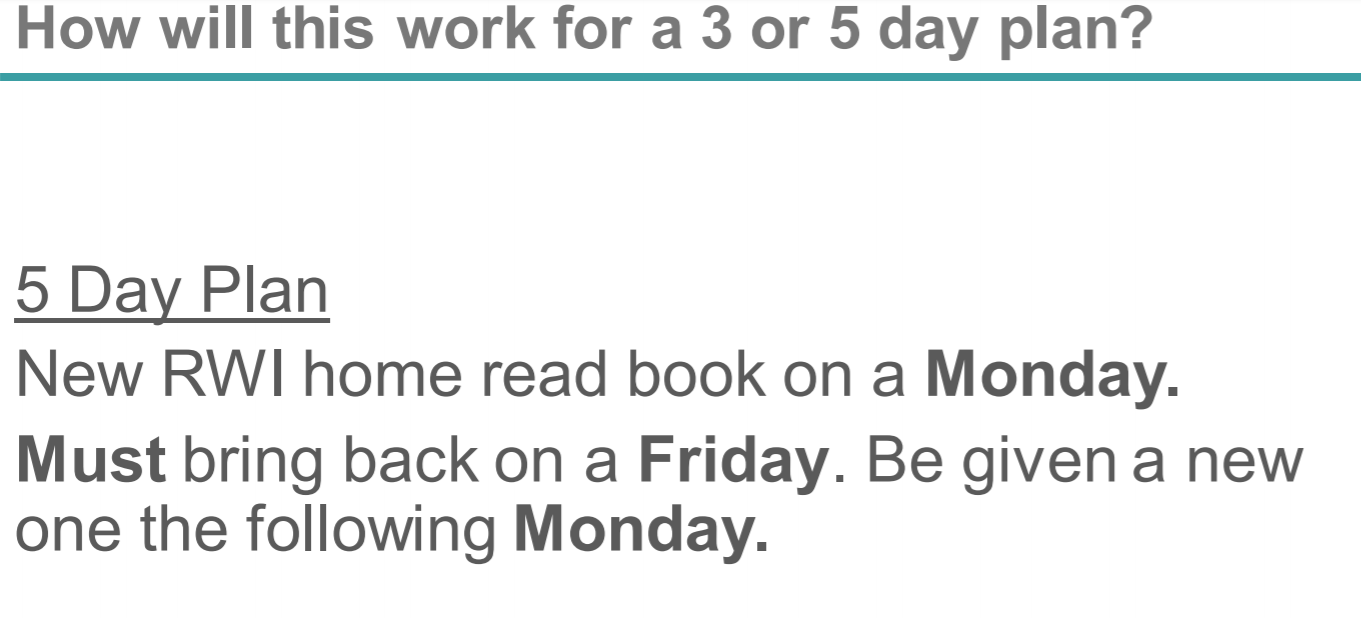 How will this work for a 3 or 5 day plan?
5 Day Plan
New RWI home read book on a Monday.
Must bring back on a Friday. Be given a new
one the following Monday.